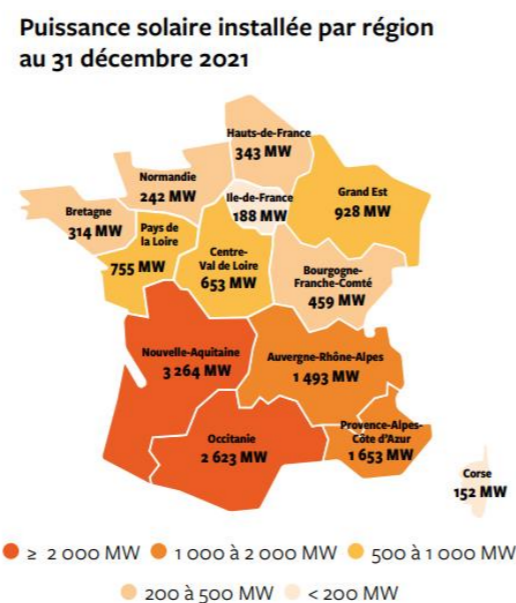 Puissance solaire installée par région
au 31 décembre 2021
Hauts-de-France
343 MW
Normandie
242 MW
Ile-de-France
188 MW
Grand Est
928 MW
Bretagne
314 MW
Pays de
la Loire
755 MW
Centre-
Val de Loire
653 MW
Bourgogne-
Franche-Comté
459 MW
Nouvelle-Aquitaine
3 264 MW
Auvergne-Rhône-Alpes
1 493 MW
Occitanie
2 623 MW
Provence-Alpes-
Côte d'Azur
1 653 MW
Corse
152 MW
≥ 2 000 MW
1 000 à 2 000 MW
500 à 1 000 MW
200 à 500 MW
< 200 MW